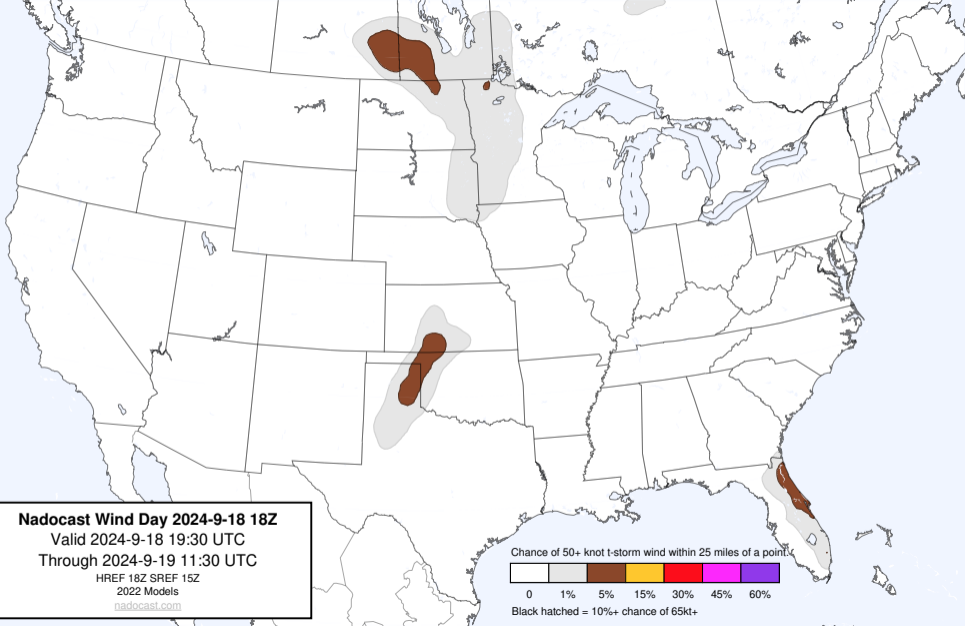 Nadocast Wind Day 2024-9-18 18Z
Valid 2024-9-18 19:30 UTC
Through 2024-9-19 11:30 UTC
HREF 18Z SREF 15Z
2022 Models
nadocast.com
Chance of 50+ knot t-storm wind within 25 miles of a point.
0 1% 5% 15% 30% 45% 60%
Black hatched = 10%+ chance of 65kt+